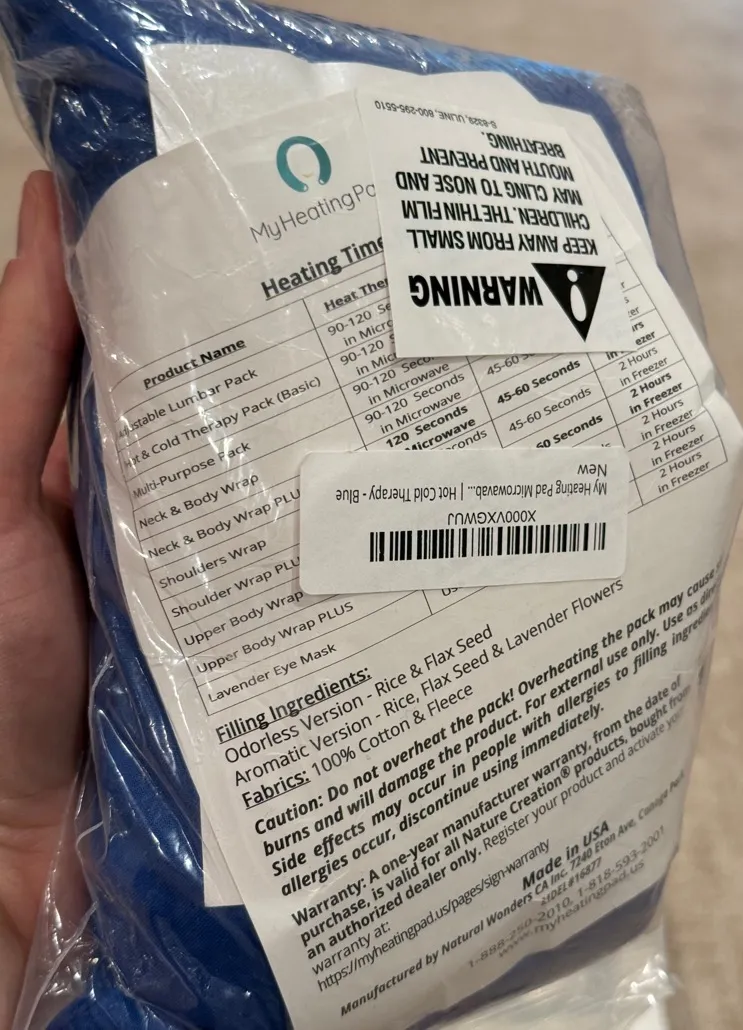 S-8329, ULINE, 800-295-5510
WARNING
KEEP AWAY FROM SMALL
CHILDREN. THE THIN FILM
MAY CLING TO NOSE AND
MOUTH AND PREVENT
BREATHING.
MyHeatingPa
Heating Time
Product Name
Heat The
Lumbar Pack
90-120 Se
in Micro
Hot & Cold Therapy Pack (Basic)
90-120 S
in Mic
Multi-Purpose Pack
90-120 Seco
in Microwave
45-60 S
Neck & Body Wrap
90-120 Seconds
in Microwave
45-60 Seconds
2 Hours
in Freezer
Neck & Body Wrap PLU
120 Seconds
Microwave
45-60 Seconds
2 Hours
in Freezer
Shoulders Wrap
conds
60 Seconds
2 Hours
in Freezer
Shoulder Wrap PLU
2 Hours
in Freezer
Upper Body Wrap
2 Hours
in Freezer
Upper Body Wrap PLUS
Lavender Eye Mask
X000VXGWUJ
My Heating Pad Microwavab... | Hot Cold Therapy - Blue
New
Filling Ingredients:
Odorless Version - Rice & Flax Seed
Aromatic Version - Rice, Flax Seed & Lavender Flowers
Fabrics: 100% Cotton & Fleece
Caution: Do not overheat the pack! Overheating the pack may cause
burns and will damage the product. For external use only. Use as
Side effects may occur in people with allergies to filling
allergies occur, discontinue using immediately.
Warranty: A one-year manufacturer warranty, from the date of
purchase, is valid for all Nature Creation® products, bought from
an authorized dealer only. Register your product and activate
warranty at:
https://myheatingpad.us/pages/sign-warranty
Made in USA
Manufactured by Natural Wonders CA Inc. 7240 Eton Ave, Canoga Park
#16877
1-888-250-2010, 1-818-593-2001
www.myheatingpad.us